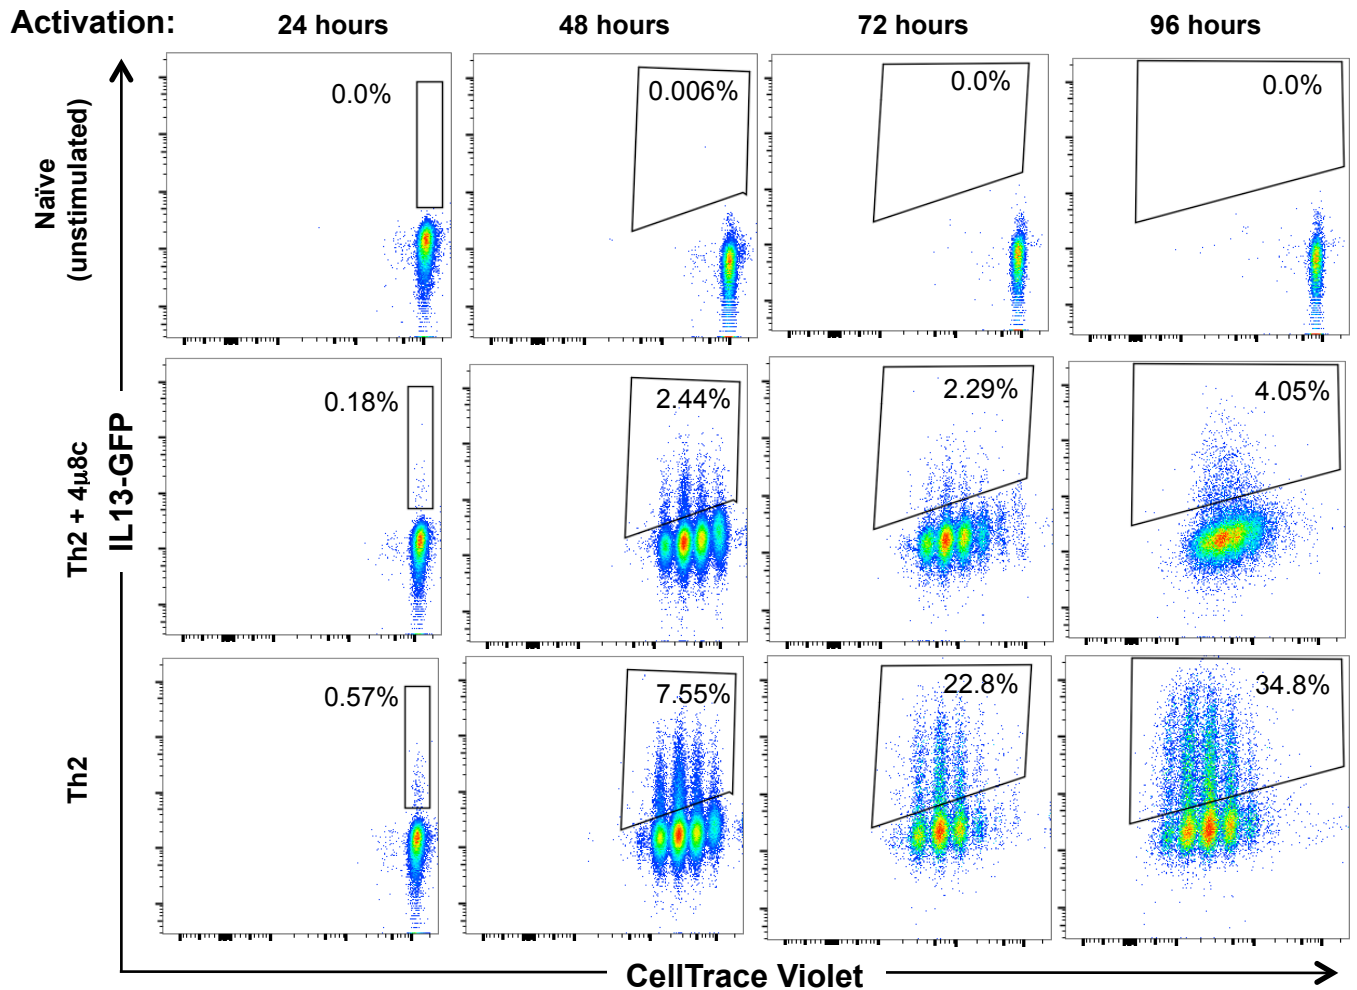 Activation:
24 hours
48 hours
72 hours
96 hours
Naïve
(unstimulated)
0.0%
0.006%
0.0%
0.0%
Th2 + 4µ8c
0.18%
2.44%
2.29%
4.05%
IL13-GFP
Th2
0.57%
7.55%
22.8%
34.8%
CellTrace Violet